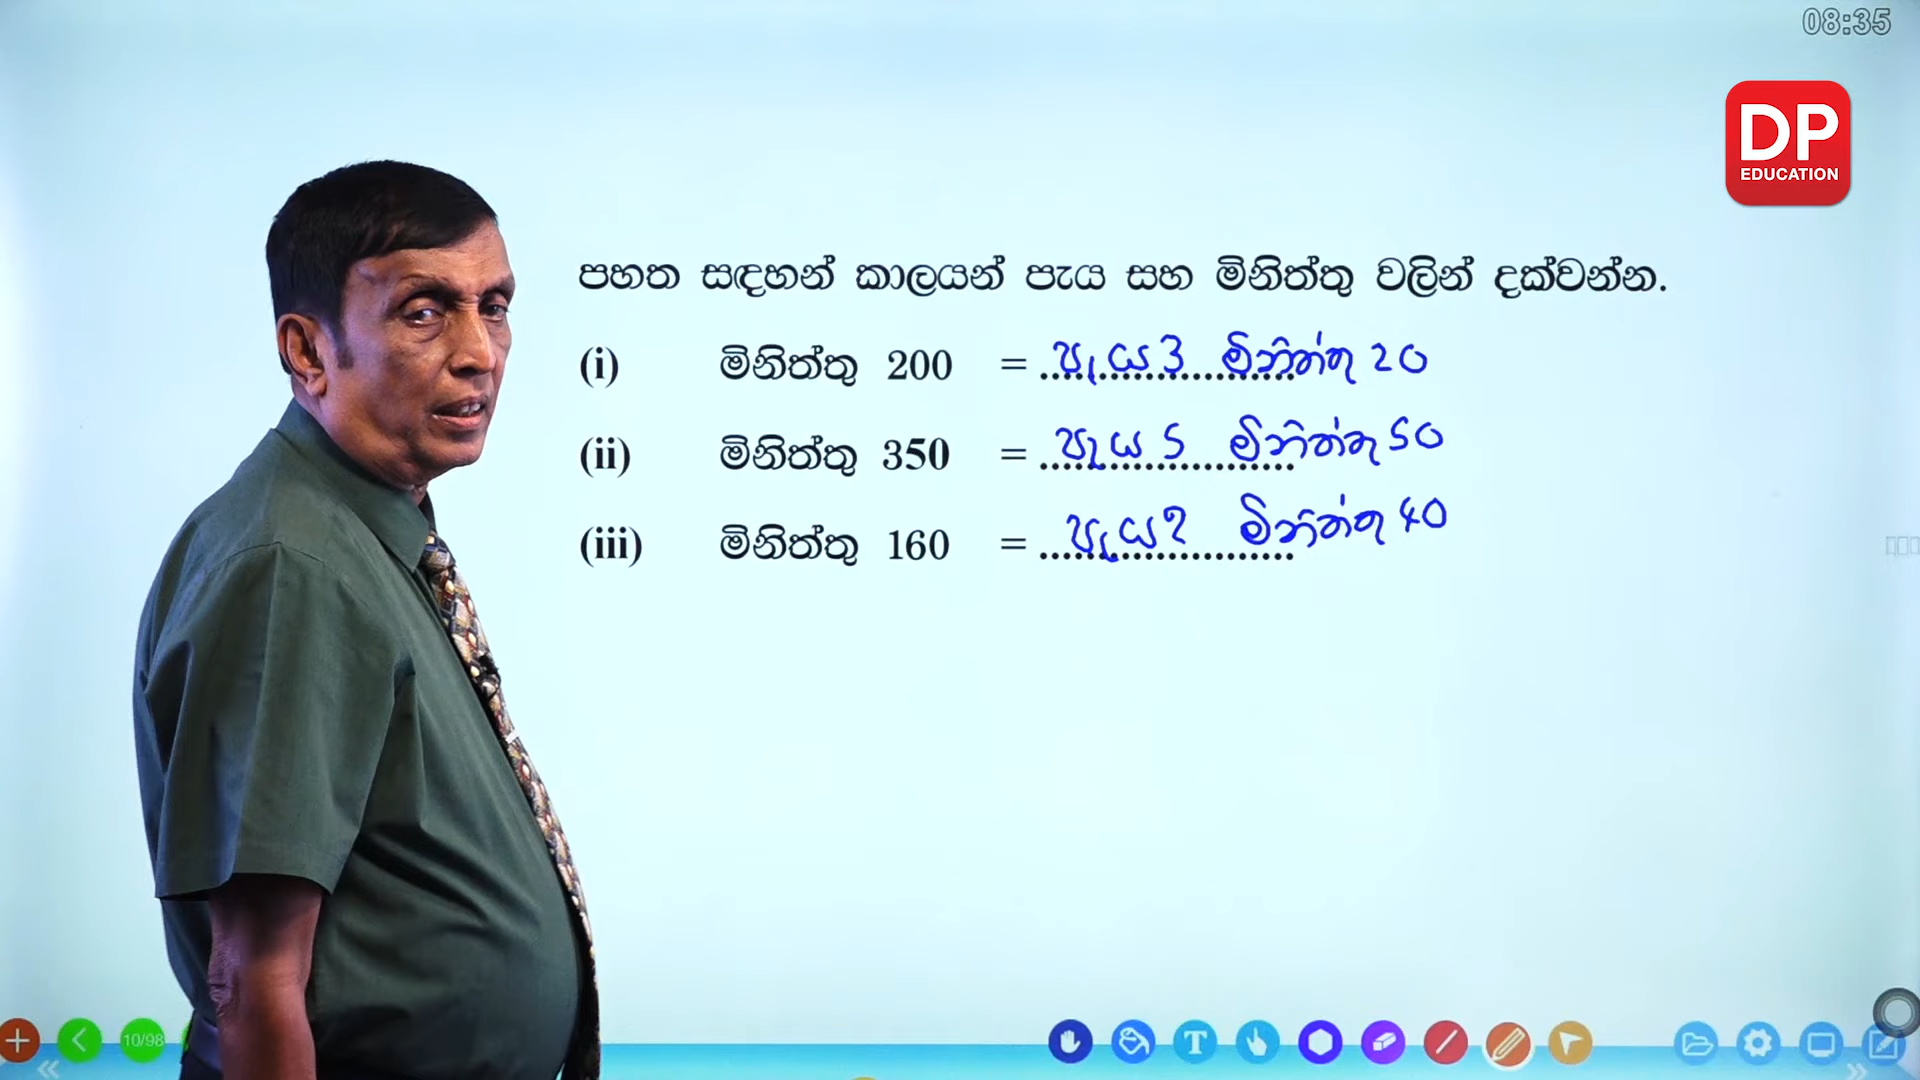 08:35
DP
EDUCATION
පහත සඳහන් කාලයන් පැය සහ මිනිත්තු වලින් දක්වන්න.
(i) මිනිත්තු 200 = පැය 3 මිනිත්තු 20
(ii) මිනිත්තු 350 = පැය 5 මිනිත්තු 50
(iii) මිනිත්තු 160 = පැය 2 මිනිත්තු 40
10/98